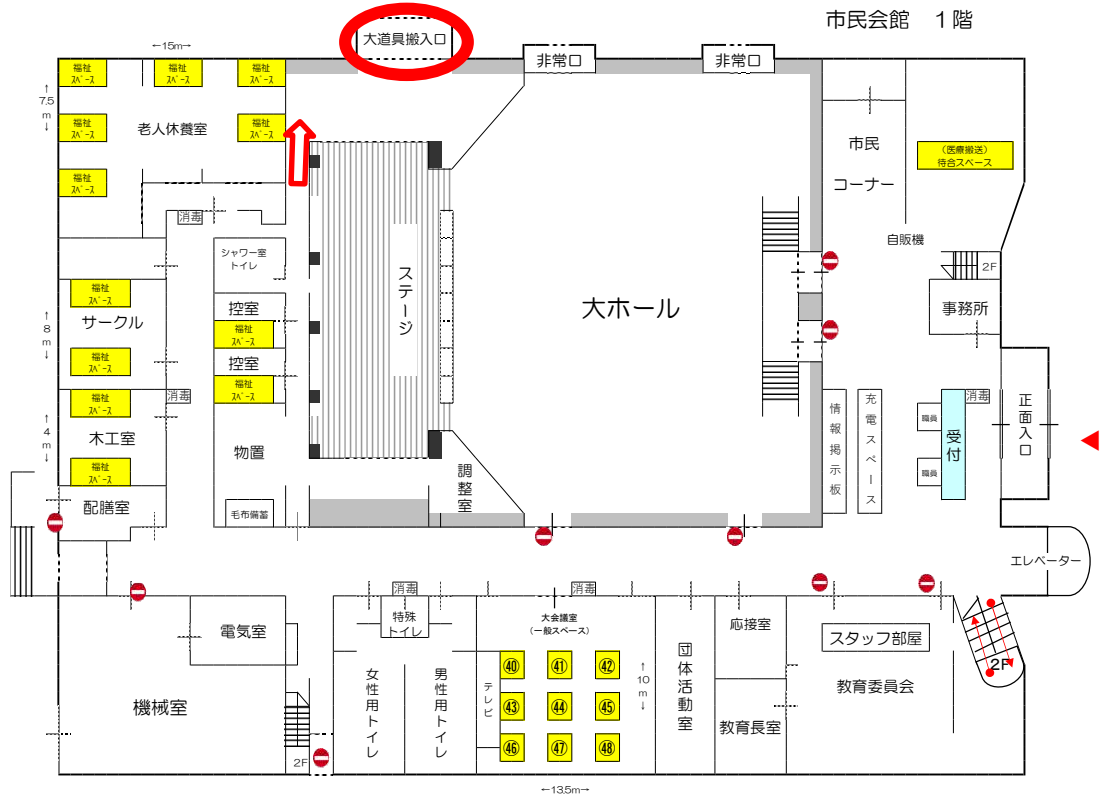 市民会館　1階
大道具搬入口
非常口
非常口
←15m→
↑
7.5
m
↓
福祉
ｽﾍﾟｰｽ
福祉
ｽﾍﾟｰｽ
福祉
ｽﾍﾟｰｽ
福祉
ｽﾍﾟｰｽ
老人休養室
福祉
ｽﾍﾟｰｽ
福祉
ｽﾍﾟｰｽ
消毒
シャワー室
トイレ
福祉
ｽﾍﾟｰｽ
サークル
↑
8
m
↓
福祉
ｽﾍﾟｰｽ
控室
福祉
ｽﾍﾟｰｽ
控室
福祉
ｽﾍﾟｰｽ
福祉
ｽﾍﾟｰｽ
消毒
↑
4
m
↓
木工室
福祉
ｽﾍﾟｰｽ
物置
配膳室
毛布備蓄
ステージ
調整室
大ホール
市民
コーナー
（医療搬送）
待合スペース
自販機
2F
事務所
情報掲示板
充電スペース
職員
職員
受付
消毒
正面入口
エレベーター
電気室
機械室
2F
消毒
特殊
トイレ
女性用トイレ
男性用トイレ
消毒
大会議室
（一般スペース）
テレビ
㊵ ㊶ ㊷
㊸ ㊹ ㊺
㊻ ㊼ ㊽
↑
10
m
↓
←13.5m→
団体活動室
応接室
教育長室
スタッフ部屋
教育委員会
2F